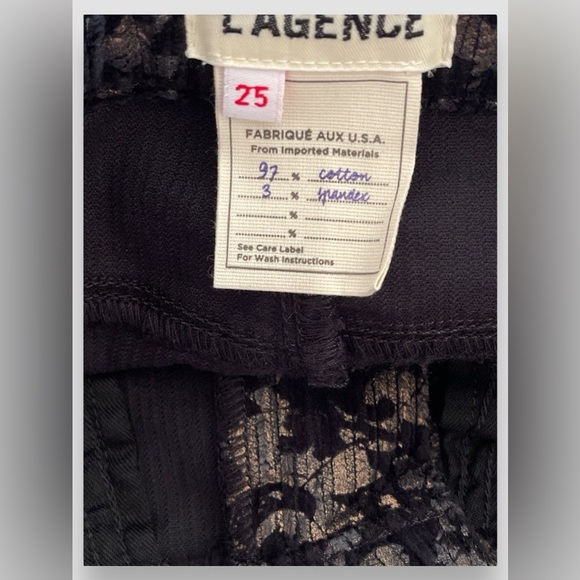 L'AGENCE
25
FABRIQUÉ AUX U.S.A.
From Imported Materials
97 % cotton
3 % spandex
%
%
See Care Label
For Wash Instructions